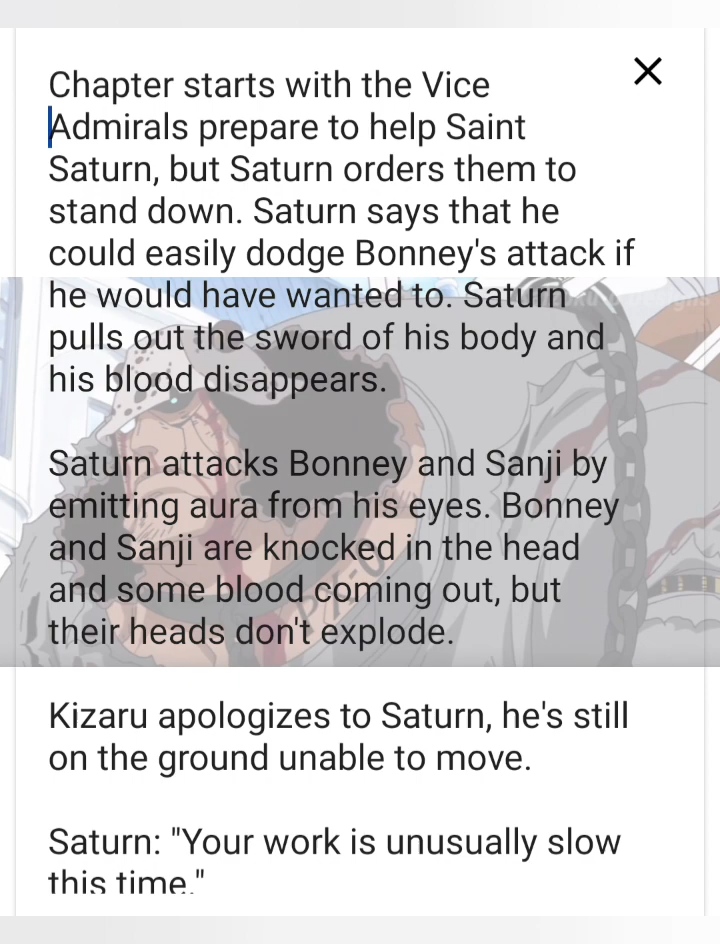 Chapter starts with the Vice
Admirals prepare to help Saint
Saturn, but Saturn orders them to
stand down. Saturn says that he
could easily dodge Bonney's attack if
he would have wanted to. Saturn
pulls out the sword of his body and
his blood disappears.
Saturn attacks Bonney and Sanji by
emitting aura from his eyes. Bonney
and Sanji are knocked in the head
and some blood coming out, but
their heads don't explode.
Kizaru apologizes to Saturn, he's still
on the ground unable to move.
Saturn: "Your work is unusually slow
this time."